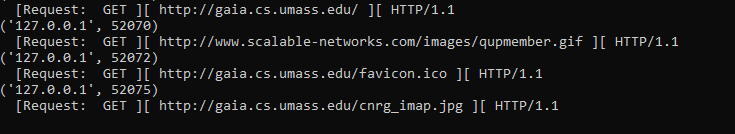 [Request:  GET ][ http://gaia.cs.umass.edu/ ][ HTTP/1.1
('127.0.0.1', 52070)
[Request:  GET ][ http://www.scalable-networks.com/images/qupmember.gif ][ HTTP/1.1
('127.0.0.1', 52072)
[Request:  GET ][ http://gaia.cs.umass.edu/favicon.ico ][ HTTP/1.1
('127.0.0.1', 52075)
[Request:  GET ][ http://gaia.cs.umass.edu/cnrg_imap.jpg ][ HTTP/1.1